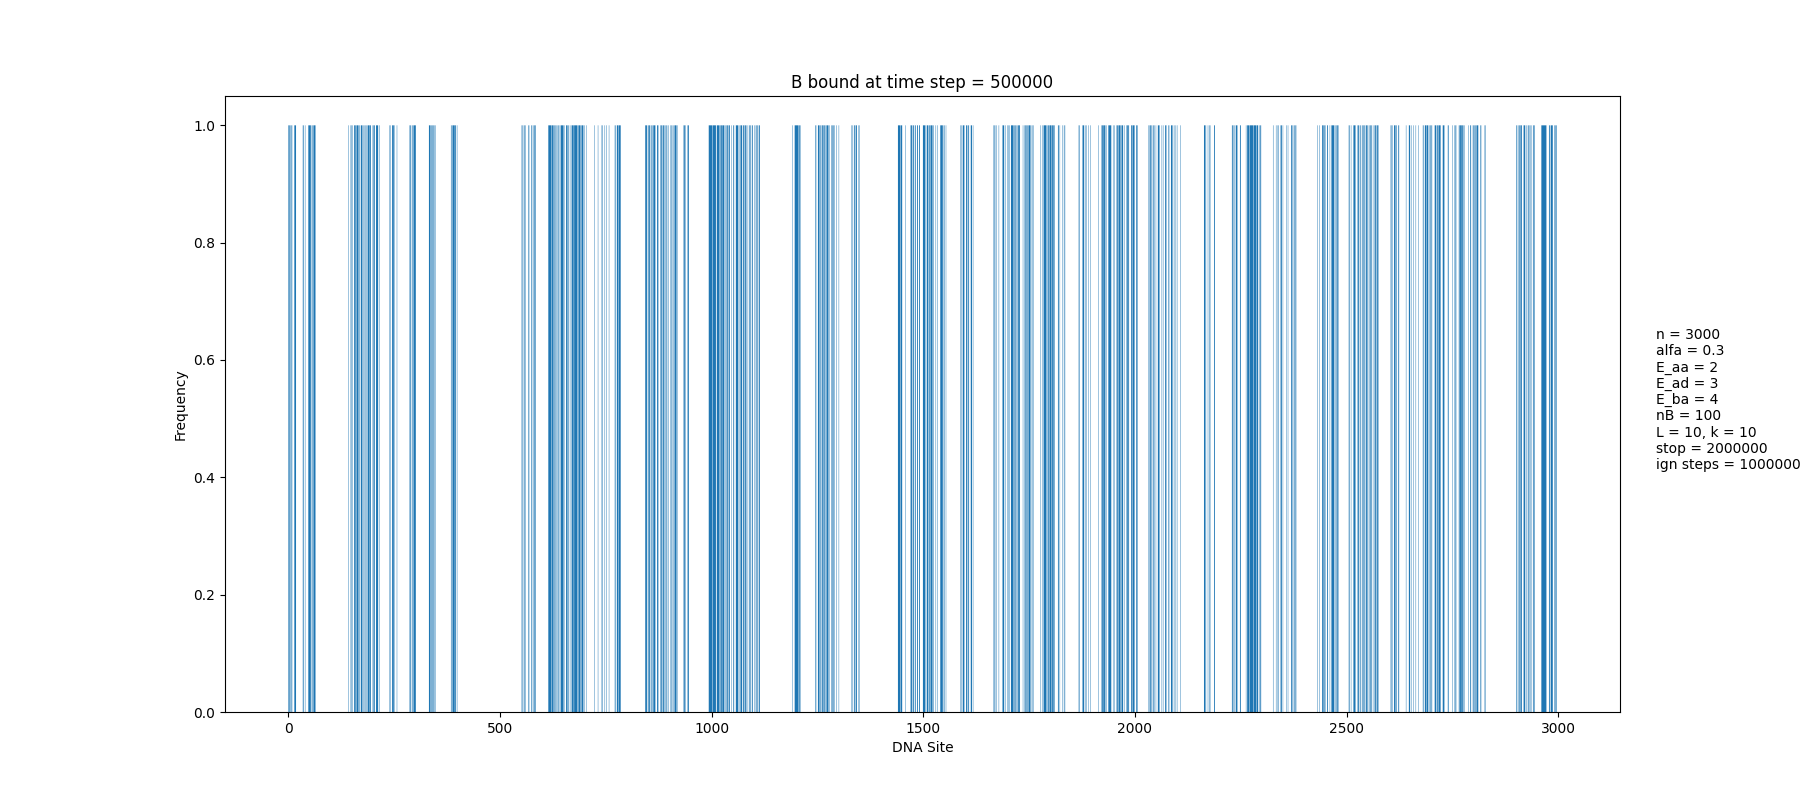 B bound at time step = 500000
1.0
0.8
0.6
0.4
0.2
0.0
Frequency
0 500 1000 1500 2000 2500 3000
DNA Site
n = 3000
alfa = 0.3
E_aa = 2
E_ad = 3
E_ba = 4
nB = 100
L = 10, k = 10
stop = 2000000
ign steps = 1000000